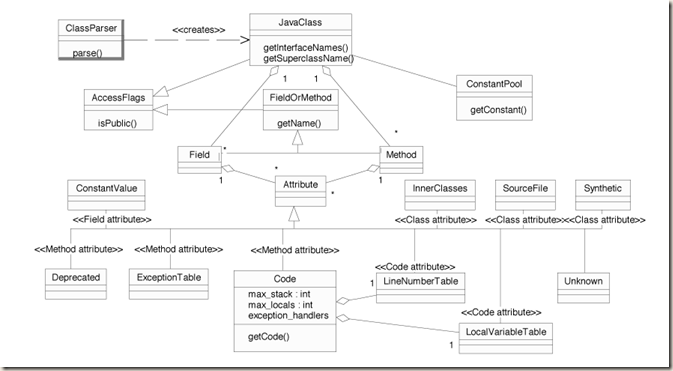 ClassParser
parse()
<<creates>>
JavaClass
getInterfaceNames()
getSuperclassName()
1
1
ConstantPool
getConstant()
AccessFlags
isPublic()
FieldOrMethod
getName()
*
*
Field
Method
1
1
*
*
Attribute
ConstantValue
InnerClasses
SourceFile
Synthetic
<<Field attribute>>
<<Class attribute>>
<<Class attribute>>
<<Class attribute>>
<<Method attribute>>
<<Method attribute>>
<<Method attribute>>
<<Code attribute>>
Deprecated
ExceptionTable
Code
max_stack : int
max_locals : int
exception_handlers
getCode()
1
LineNumberTable
Unknown
<<Code attribute>>
LocalVariableTable
1